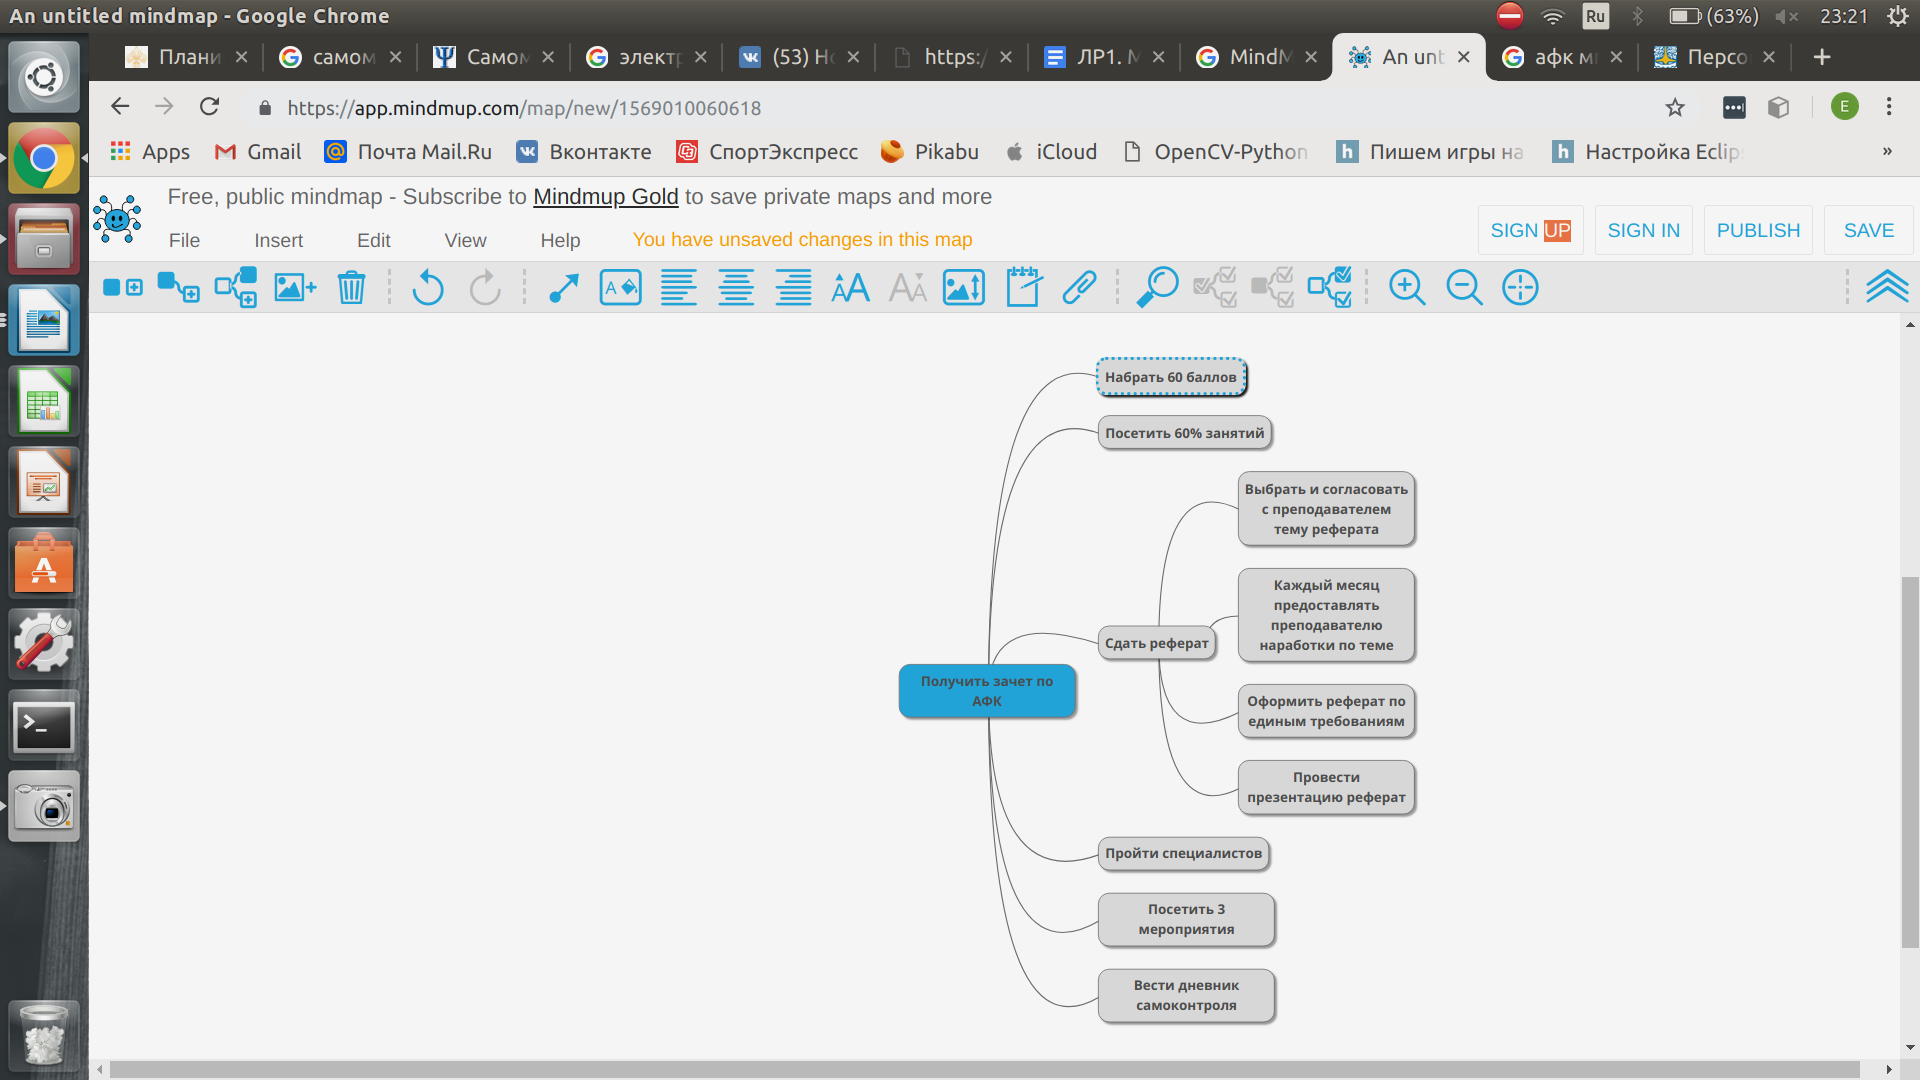 An untitled mindmap - Google Chrome
Ru
(63%)
23:21
Плани
самом
Самом
электр
(53) Но
https:/
ЛР1. М
MindM
An unt
афк ми
Персо
https://app.mindmup.com/map/new/1569010060618
E
Apps
Gmail
Почта Mail.Ru
Вконтакте
СпортЭкспресс
Pikabu
iCloud
OpenCV-Python
Пишем игры на
Настройка Eclip
»
Free, public mindmap - Subscribe to Mindmup Gold to save private maps and more
File
Insert
Edit
View
Help
You have unsaved changes in this map
SIGN UP
SIGN IN
PUBLISH
SAVE
Набрать 60 баллов
Посетить 60% занятий
Выбрать и согласовать
с преподавателем
тему реферата
Каждый месяц
предоставлять
преподавателю
наработки по теме
Сдать реферат
Получить зачет по
АФК
Оформить реферат по
единым требованиям
Провести
презентацию реферат
Пройти специалистов
Посетить 3
мероприятия
Вести дневник
самоконтроля